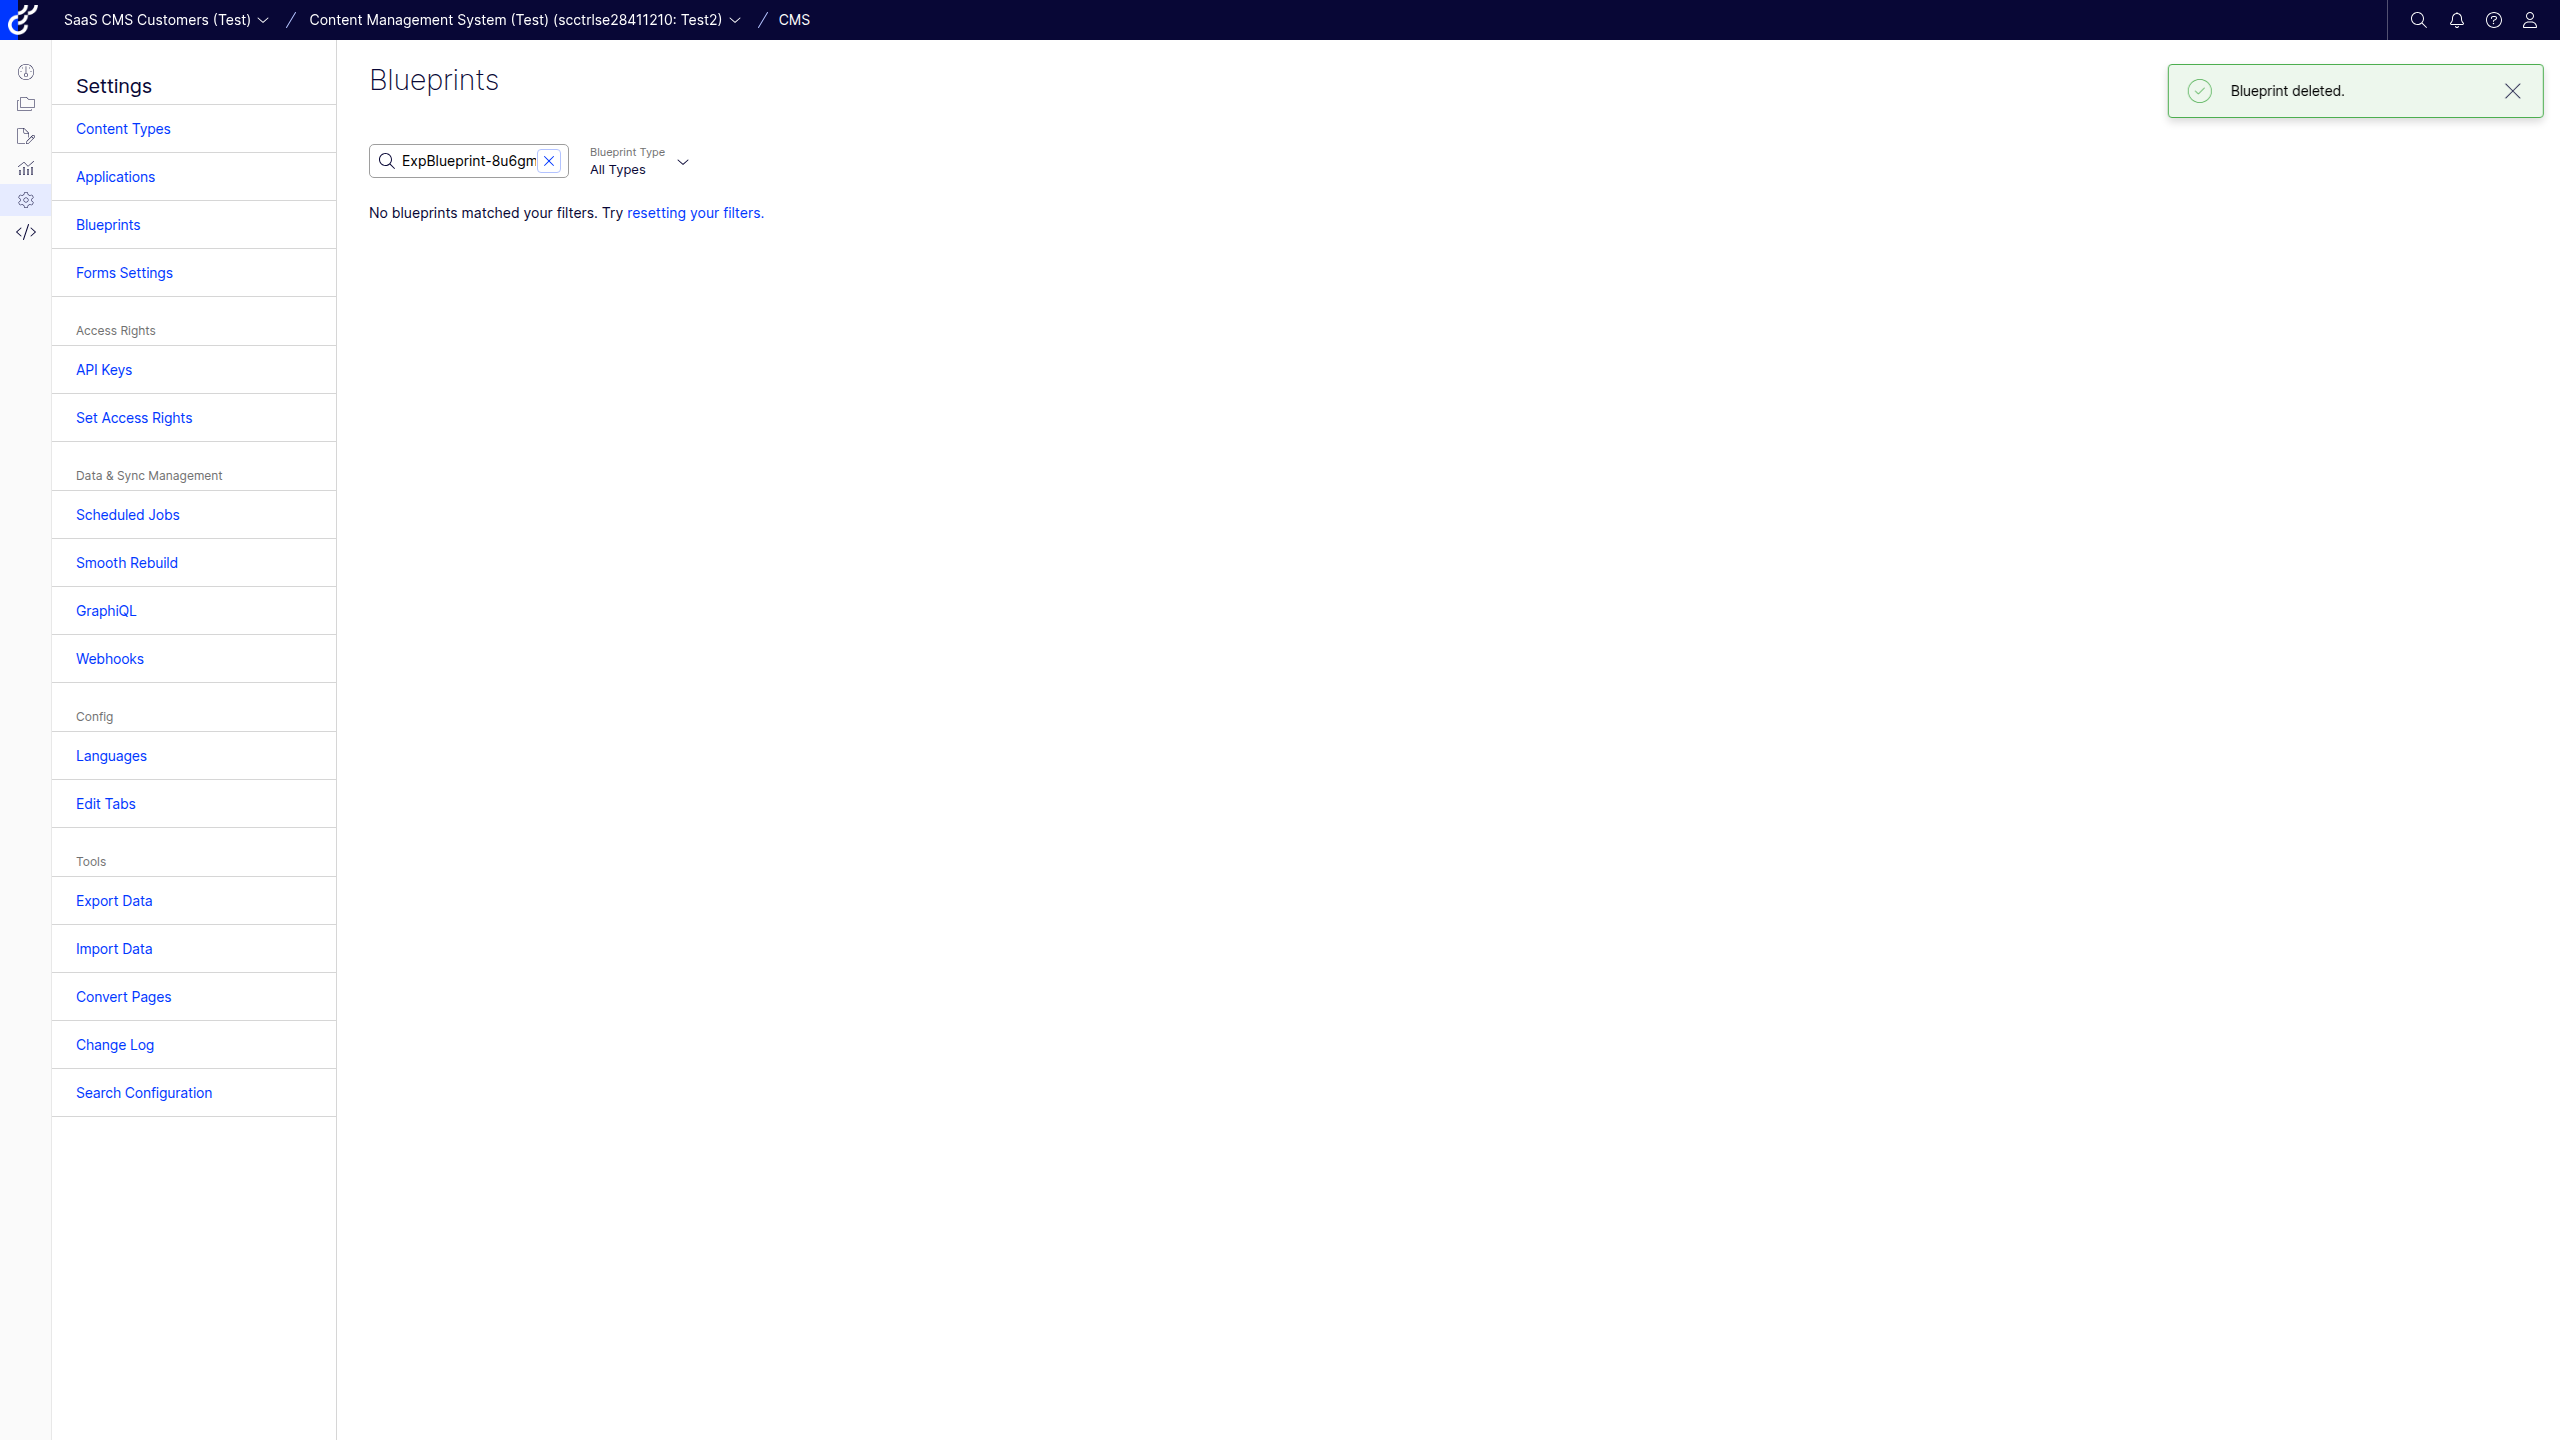 SaaS CMS Customers (Test) / Content Management System (Test) (scctrlse28411210: Test2) / CMS
Settings
Content Types
Applications
Blueprints
Forms Settings
Access Rights
API Keys
Set Access Rights
Data & Sync Management
Scheduled Jobs
Smooth Rebuild
GraphiQL
Webhooks
Config
Languages
Edit Tabs
Tools
Export Data
Import Data
Convert Pages
Change Log
Search Configuration
Blueprints
ExpBlueprint-8u6gm
Blueprint Type
All Types
No blueprints matched your filters. Try resetting your filters.
Blueprint deleted.